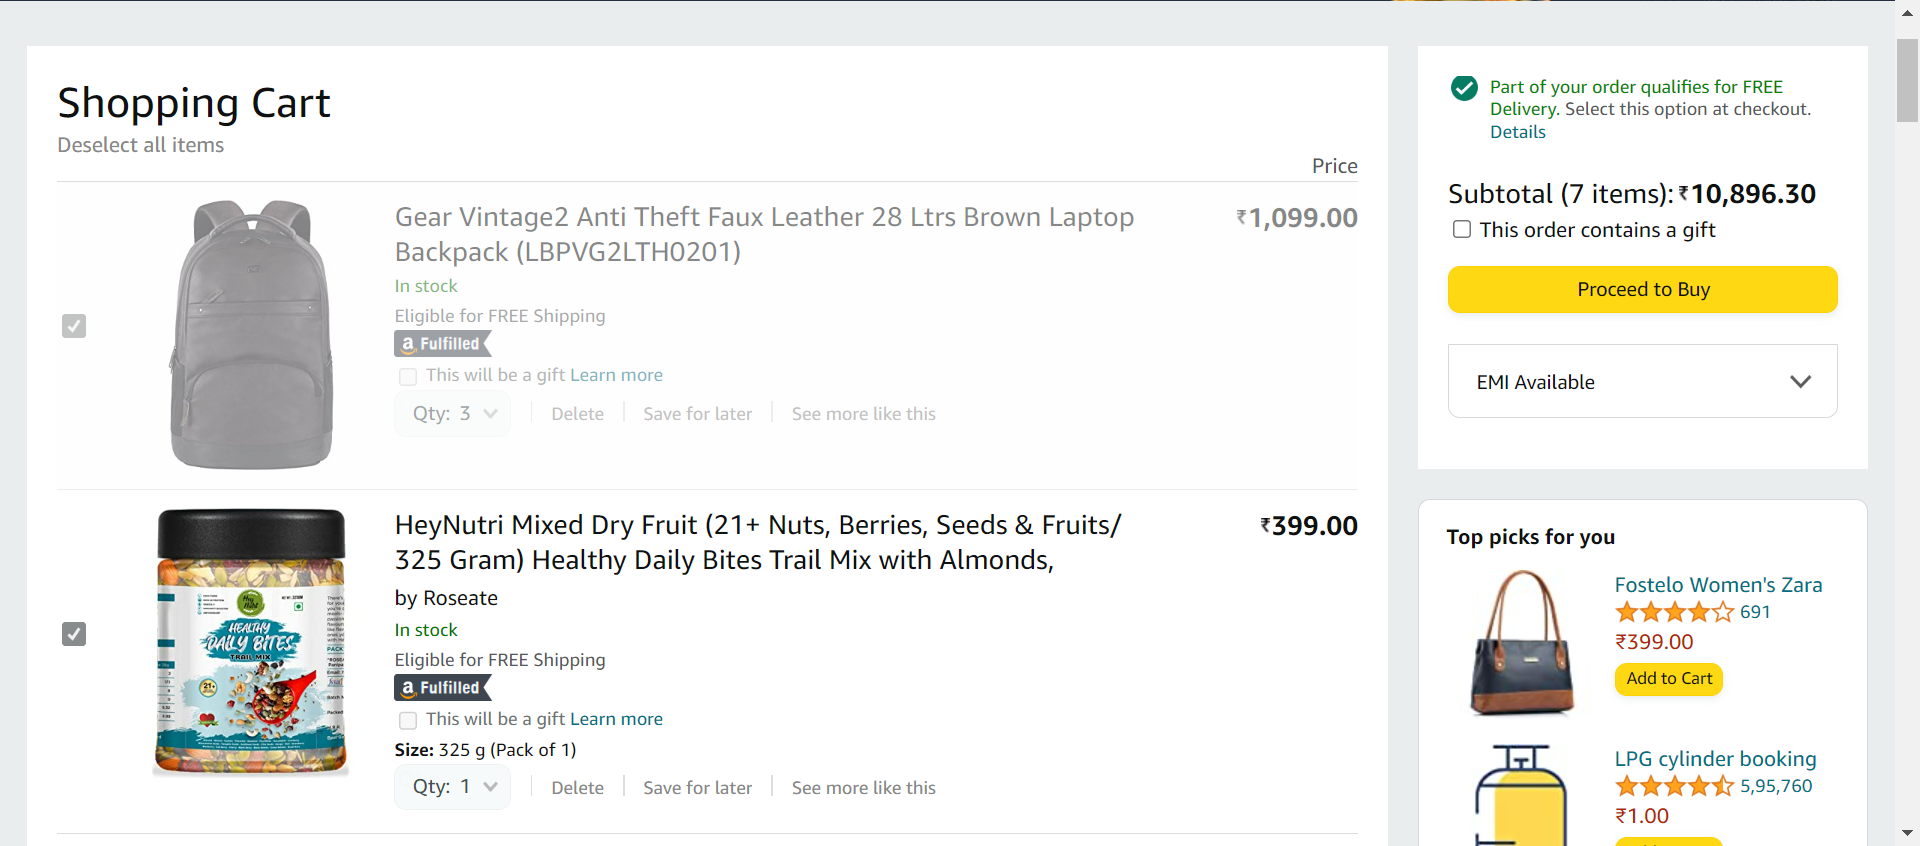 Shopping Cart
Deselect all items
Price
Gear Vintage2 Anti Theft Faux Leather 28 Ltrs Brown Laptop
Backpack (LBPVG2LTH0201)
₹1,099.00
In stock
Eligible for FREE Shipping
a Fulfilled
This will be a gift Learn more
Qty: 3
Delete
Save for later
See more like this
HeyNutri Mixed Dry Fruit (21+ Nuts, Berries, Seeds & Fruits/
325 Gram) Healthy Daily Bites Trail Mix with Almonds,
₹399.00
by Roseate
In stock
Eligible for FREE Shipping
a Fulfilled
This will be a gift Learn more
Size: 325 g (Pack of 1)
Qty: 1
Delete
Save for later
See more like this
HEALTHY
DAILY BITES
TRAIL MIX
21+
Part of your order qualifies for FREE
Delivery. Select this option at checkout.
Details
Subtotal (7 items): ₹10,896.30
This order contains a gift
Proceed to Buy
EMI Available
Top picks for you
Fostelo Women's Zara
691
₹399.00
Add to Cart
LPG cylinder booking
5,95,760
₹1.00